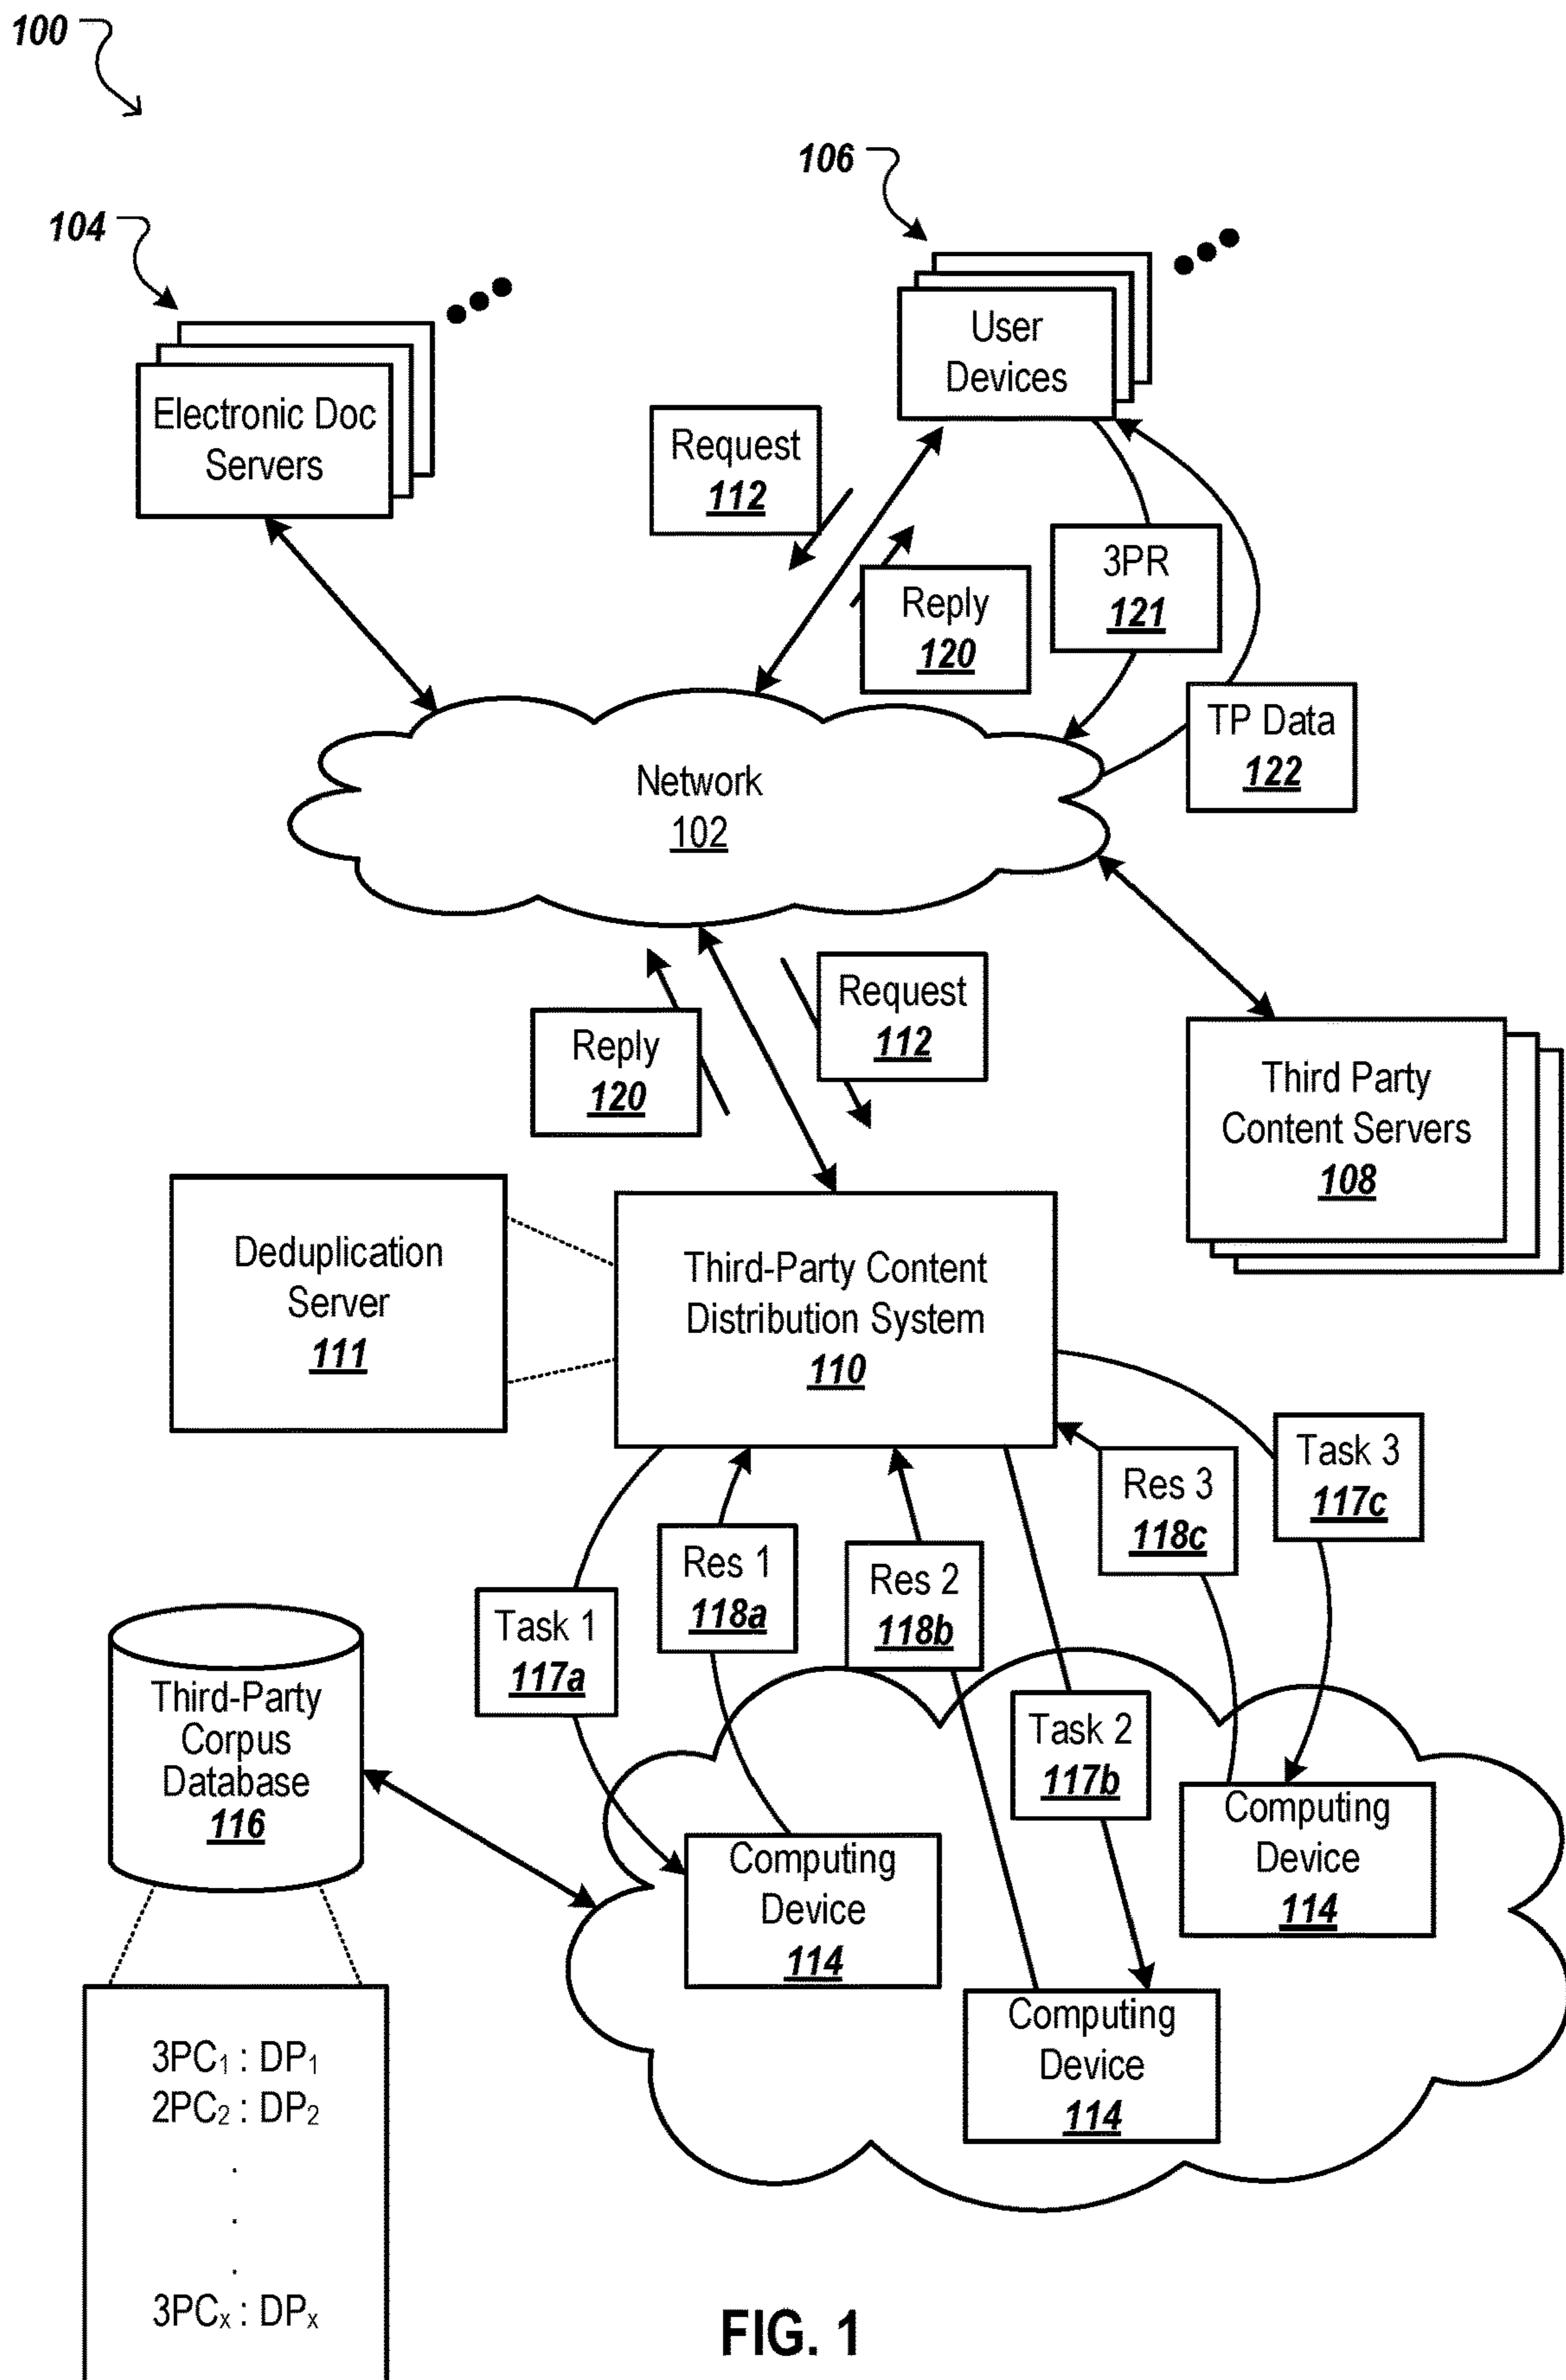 100
106
104
User
Devices
Electronic Doc
Servers
Request
112
3PR
121
Reply
120
TP Data
122
Network
102
Request
112
Reply
120
Third Party
Content Servers
108
Deduplication
Server
111
Third-Party Content
Distribution System
110
Task 3
117c
Res 3
118c
Res 1
118a
Res 2
118b
Task 1
117a
Third-Party
Corpus
Database
116
Task 2
117b
Computing
Device
114
Computing
Device
114
Computing
Device
114
3PC₁ : DP₁
2PC₂ : DP₂
.
.
.
3PCₓ : DPₓ
FIG. 1